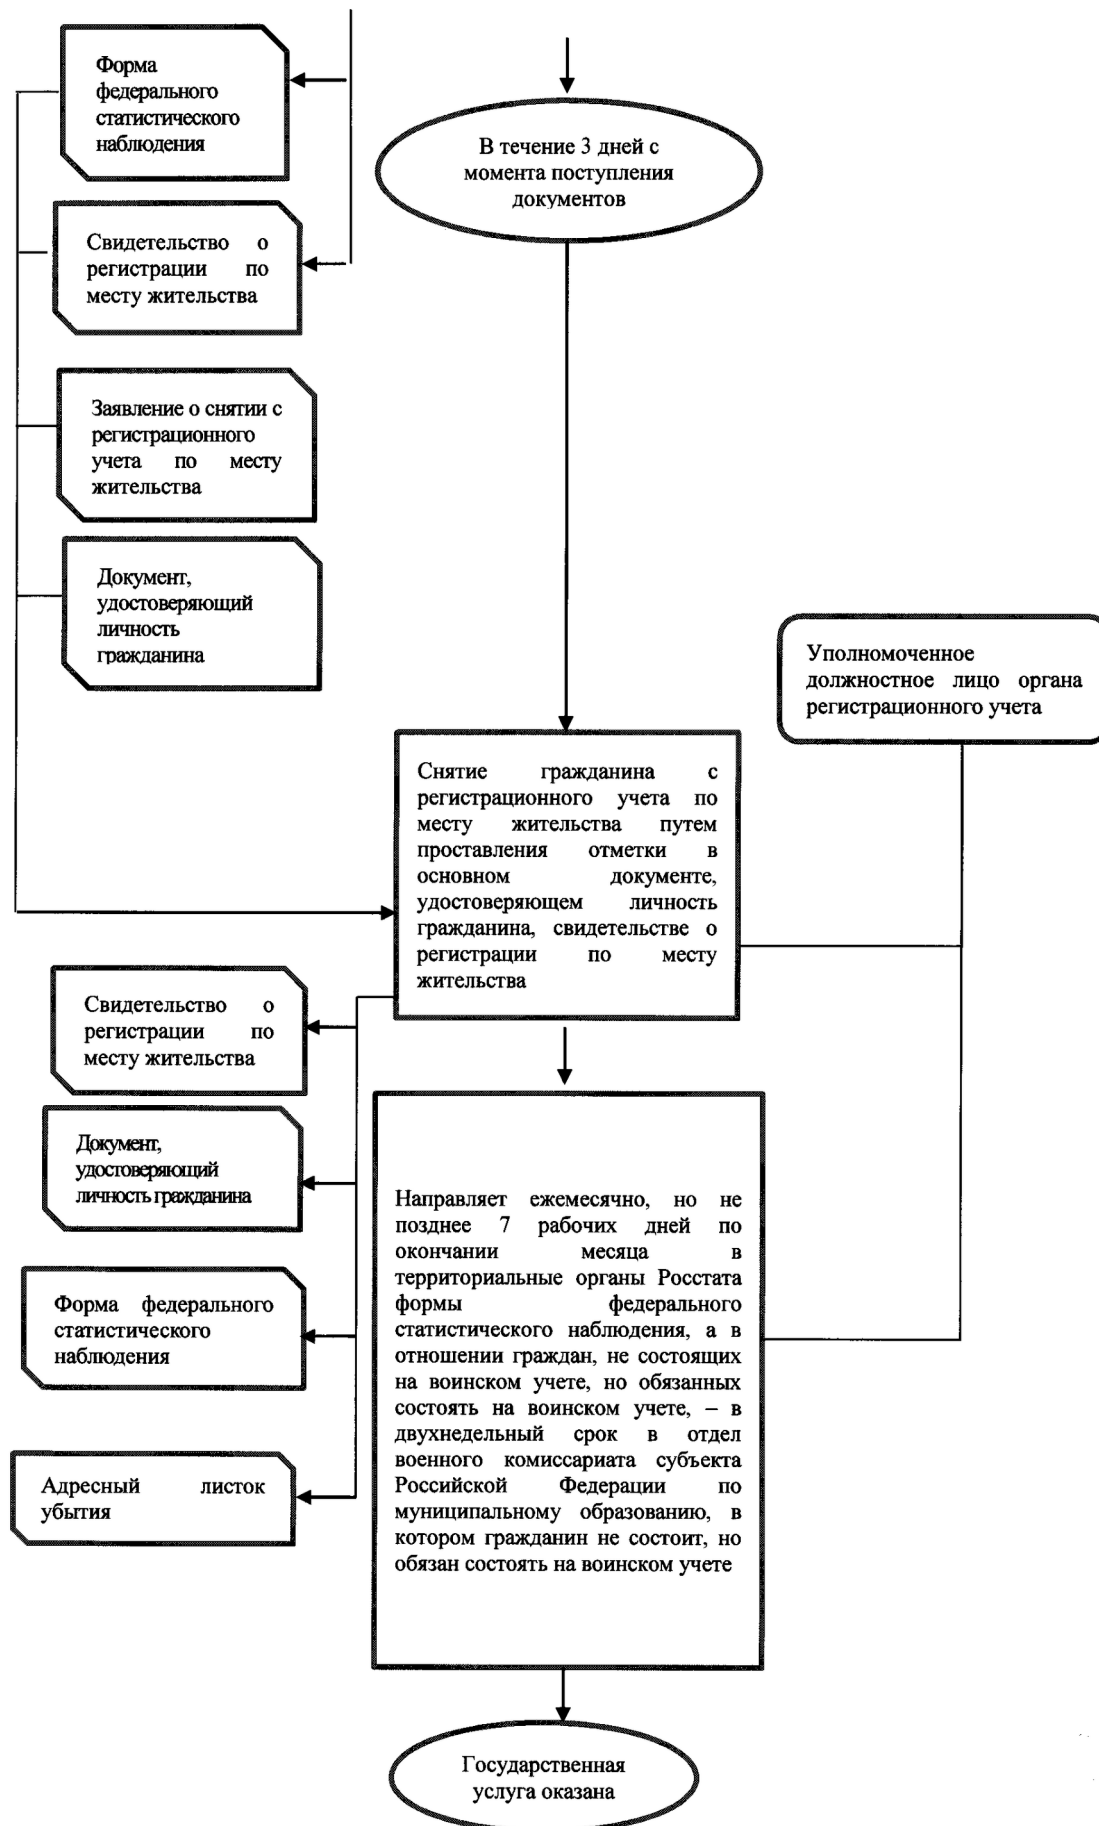 Форма
федерального
статистического
наблюдения
В течение 3 дней с
момента поступления
документов
Свидетельство о
регистрации по
месту жительства
Заявление о снятии с
регистрационного
учета по месту
жительства
Документ,
удостоверяющий
личность
гражданина
Уполномоченное
должностное лицо органа
регистрационного учета
Снятие гражданина с
регистрационного учета по
месту жительства путем
проставления отметки в
основном документе,
удостоверяющем личность
гражданина, свидетельстве о
регистрации по месту
жительства
Свидетельство о
регистрации по
месту жительства
Документ,
удостоверяющий
личность гражданина
Форма федерального
статистического
наблюдения
Адресный листок
убытия
Направляет ежемесячно, но не
позднее 7 рабочих дней по
окончании месяца в
территориальные органы Росстата
формы федерального
статистического наблюдения, а в
отношении граждан, не состоящих
на воинском учете, но обязанных
состоять на воинском учете, – в
двухнедельный срок в отдел
военного комиссариата субъекта
Российской Федерации по
муниципальному образованию, в
котором гражданин не состоит, но
обязан состоять на воинском учете
Государственная
услуга оказана